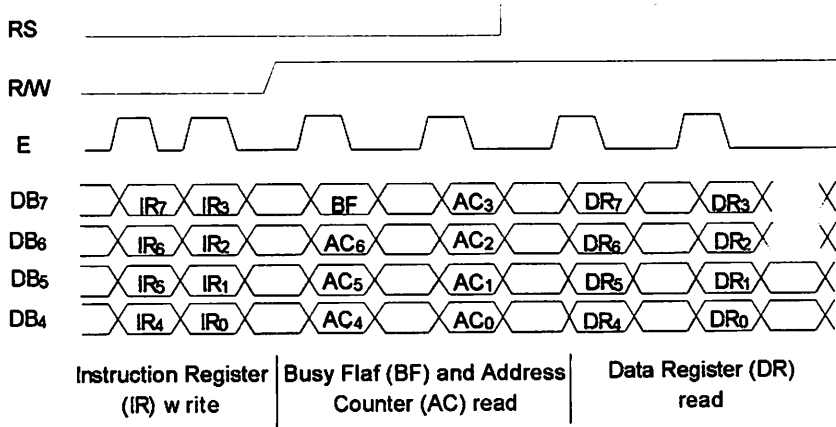 RS
R/W
E
DB7 IR7 IR3 BF AC3 DR7 DR3
DB6 IR6 IR2 AC6 AC2 DR6 DR2
DB5 IR5 IR1 AC5 AC1 DR5 DR1
DB4 IR4 IR0 AC4 AC0 DR4 DR0
Instruction Register Busy Flaf (BF) and Address Data Register (DR)
(IR) w rite Counter (AC) read read